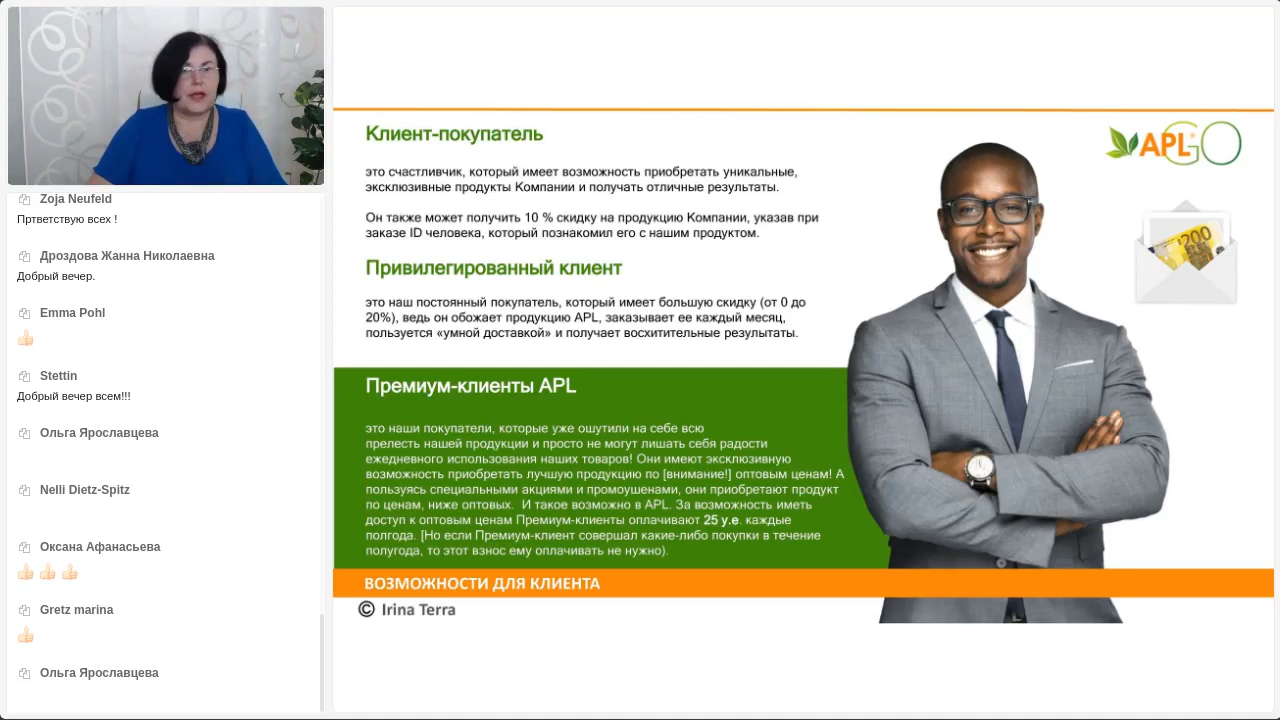 Zoja Neufeld
Пртветствую всех !
Дроздова Жанна Николаевна
Добрый вечер.
Emma Pohl
Stettin
Добрый вечер всем!!!
Ольга Ярославцева
Nelli Dietz-Spitz
Оксана Афанасьева
Gretz marina
Ольга Ярославцева
Клиент-покупатель
это счастливчик, который имеет возможность приобретать уникальные,
эксклюзивные продукты Компании и получать отличные результаты.
Он также может получить 10 % скидку на продукцию Компании, указав при
заказе ID человека, который познакомил его с нашим продуктом.
Привилегированный клиент
это наш постоянный покупатель, который имеет большую скидку (от 0 до
20%), ведь он обожает продукцию APL, заказывает ее каждый месяц,
пользуется «умной доставкой» и получает восхитительные результаты.
Премиум-клиенты APL
это наши покупатели, которые уже ощутили на себе всю
прелесть нашей продукции и просто не могут лишать себя радости
ежедневного использования наших товаров! Они имеют эксклюзивную
возможность приобретать лучшую продукцию по [внимание!] оптовым ценам! А
пользуясь специальными акциями и промоушенами, они приобретают продукт
по ценам, ниже оптовых. И такое возможно в APL. За возможность иметь
доступ к оптовым ценам Премиум-клиенты оплачивают 25 у.е. каждые
полгода. [Но если Премиум-клиент совершал какие-либо покупки в течение
полугода, то этот взнос ему оплачивать не нужно).
ВОЗМОЖНОСТИ ДЛЯ КЛИЕНТА
© Irina Terra
APL GO
200